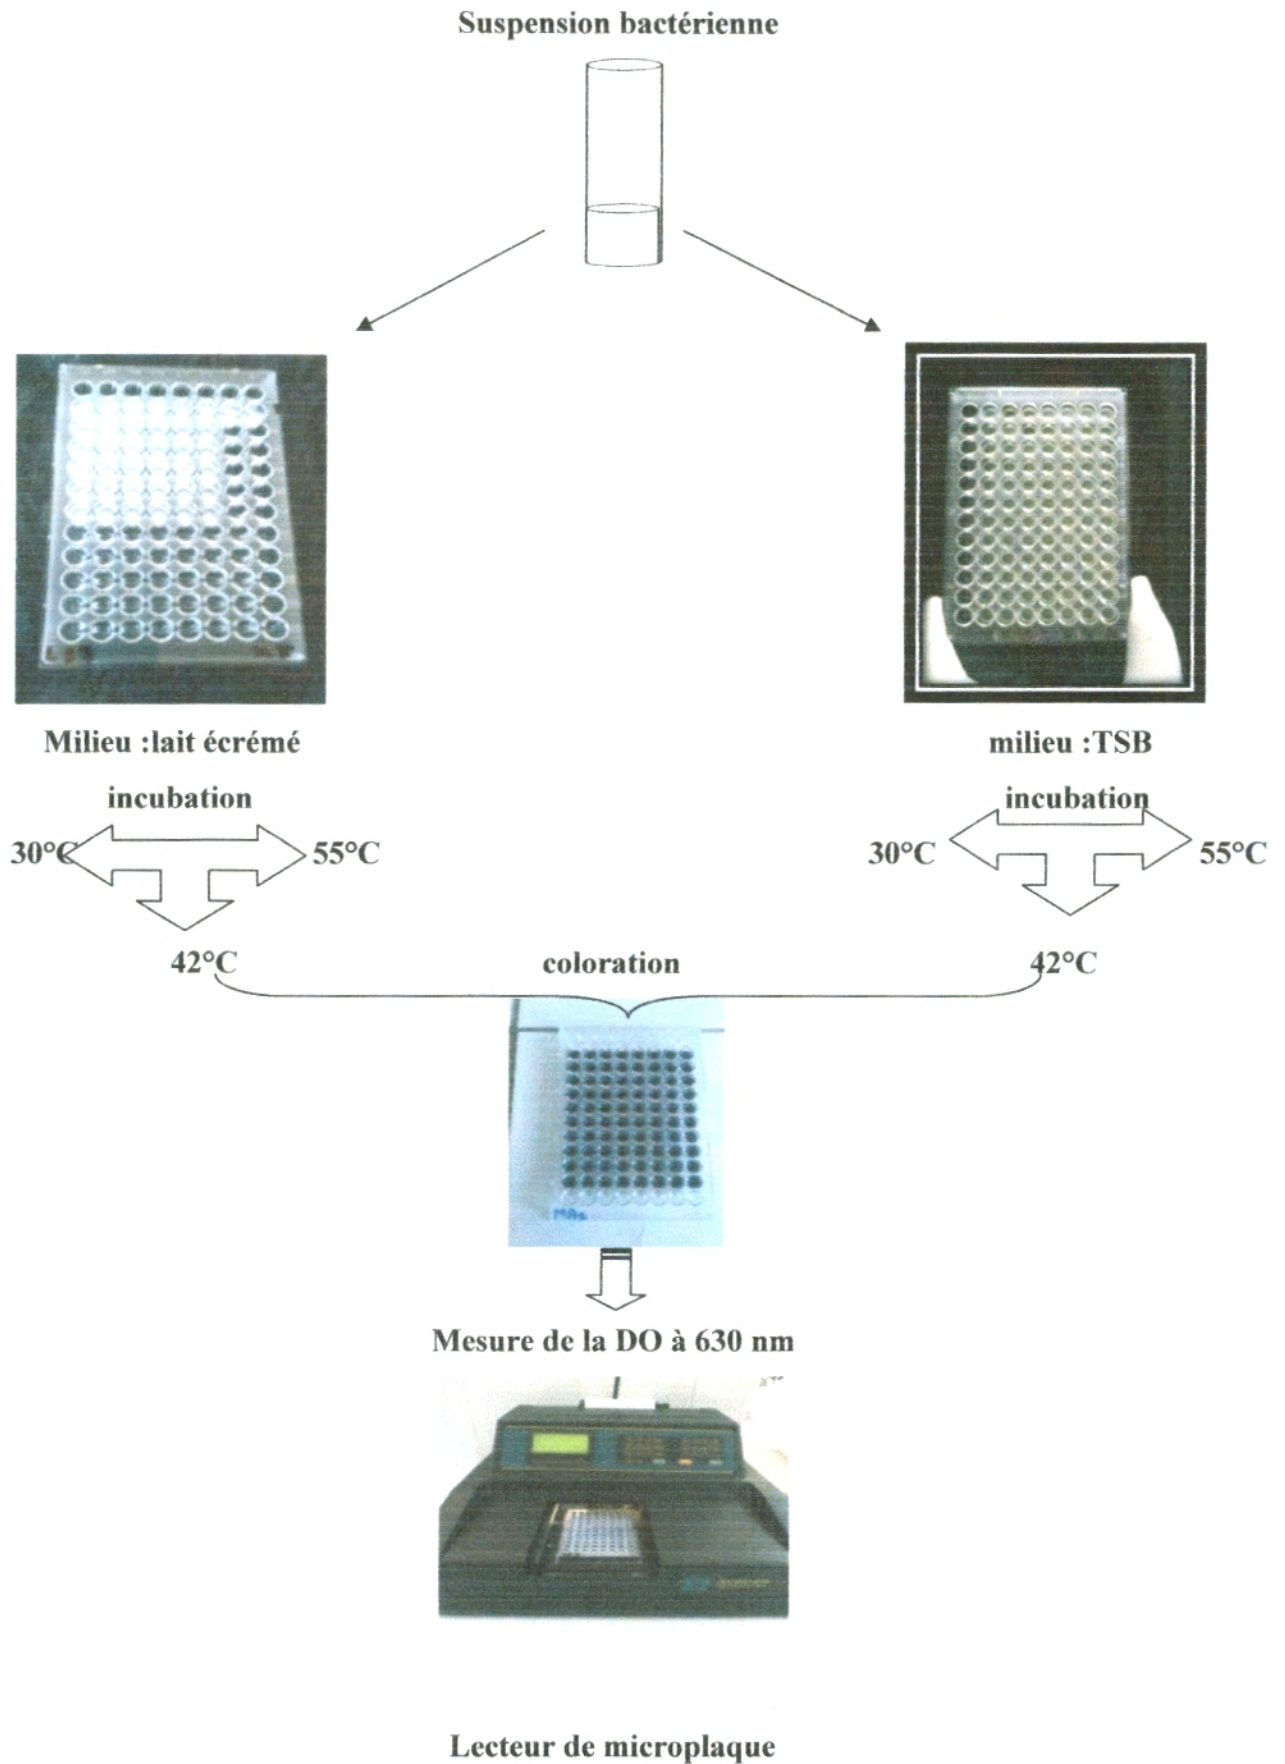 Suspension bactérienne
Milieu :lait écrémé
milieu :TSB
incubation
incubation
30°C
55°C
30°C
55°C
42°C
coloration
42°C
Mesure de la DO à 630 nm
Lecteur de microplaque